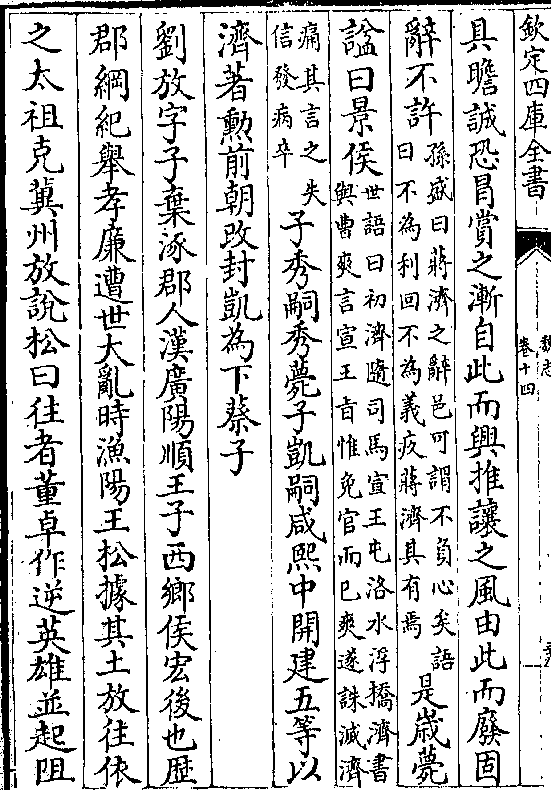 欽定四庫全書
魏志
卷十四
具瞻誠恐冒賞之漸自此而興推讓之風由此而廢固
辭不許孫盛曰蔣濟之辭邑可謂不負心矣語
曰不為利回不為義疚蔣濟其有焉是歲薨
諡曰景侯世語曰初濟隨司馬宣王屯洛水浮橋濟書
與曹爽言宣王㫖惟免官而已爽遂誅滅濟
痛其言之失
信發病卒子秀嗣秀薨子凱嗣咸熙中開建五等以
濟著勲前朝改封凱為下蔡子
劉放字子棄涿郡人漢廣陽順王子西鄉侯宏後也歴
郡綱紀舉孝廉遭世大亂時漁陽王松據其土放往依
之太祖克冀州放說松曰往者董卓作逆英雄並起阻